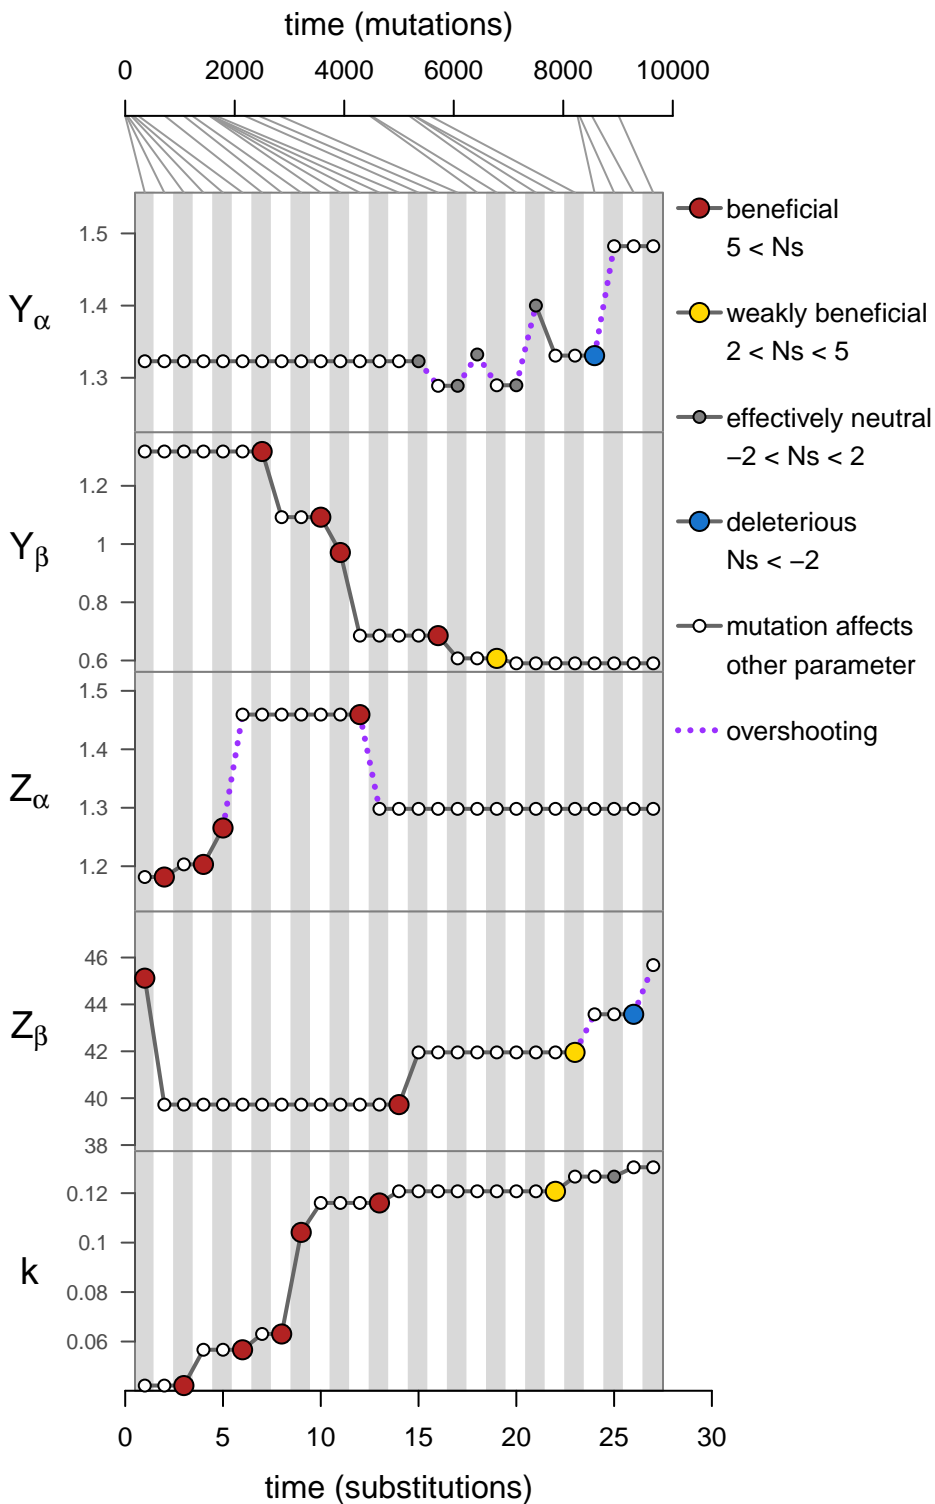 time (mutations)
0 2000 4000 6000 8000 10000
Yα
1.5
1.4
1.3
Yβ
1.2
1
0.8
0.6
Zα
1.5
1.4
1.3
1.2
Zβ
46
44
42
40
38
k
0.12
0.1
0.08
0.06
0 5 10 15 20 25 30
time (substitutions)
beneficial
5 < Ns
weakly beneficial
2 < Ns < 5
effectively neutral
−2 < Ns < 2
deleterious
Ns < −2
mutation affects
other parameter
overshooting